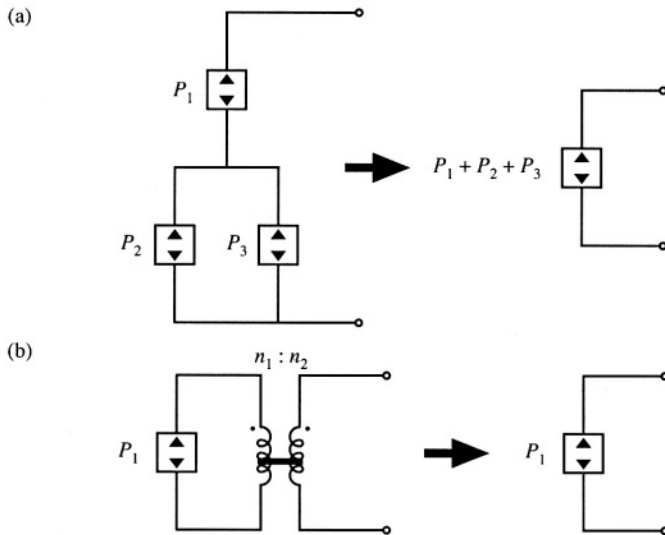 (a)
P₁
P₁ + P₂ + P₃
P₂
P₃
(b)
n₁ : n₂
P₁
P₁